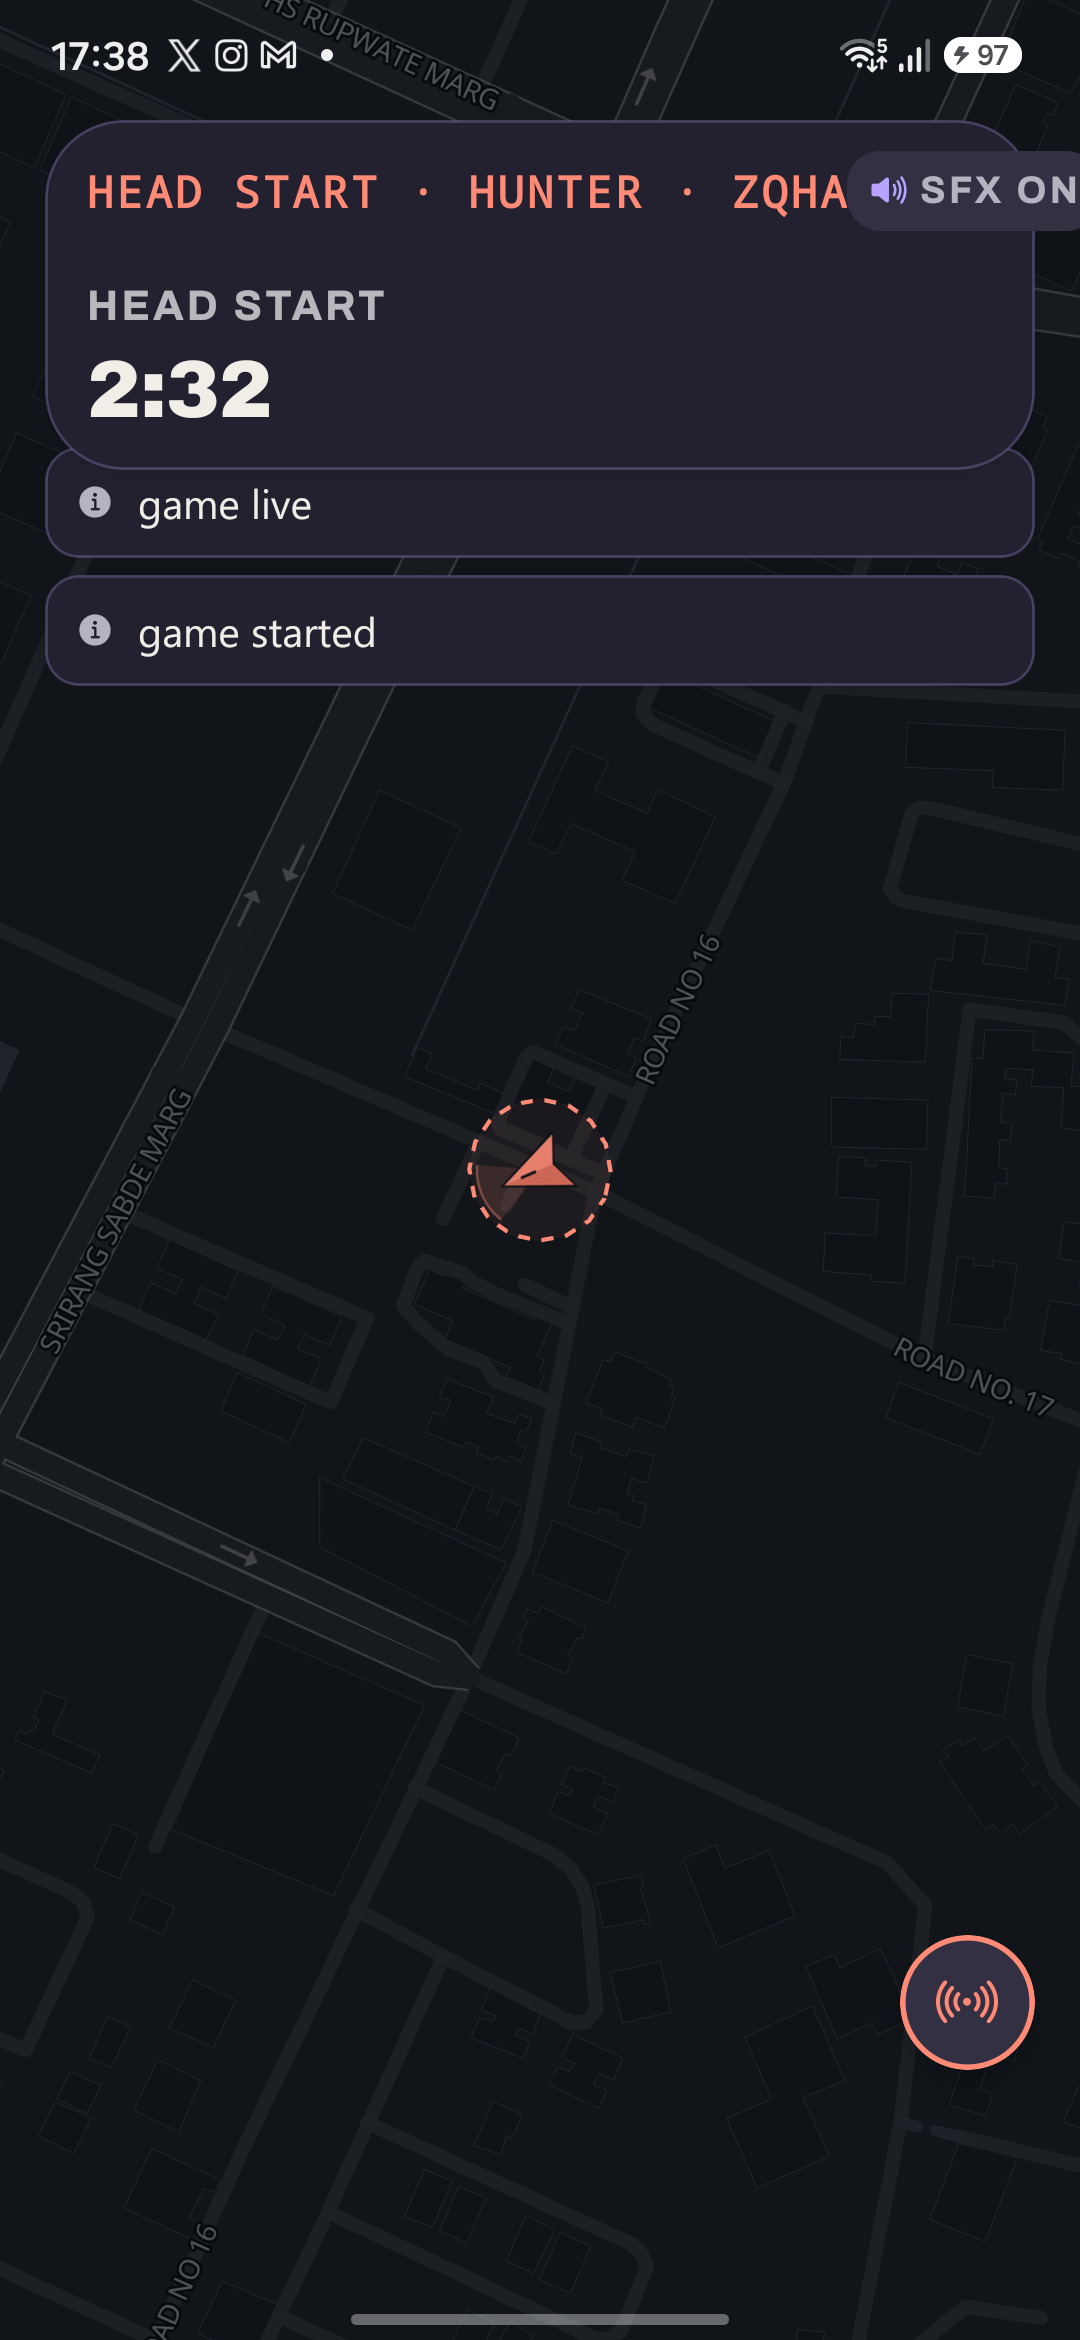 HS RUPWATE MARG
17:38
5
97
HEAD START · HUNTER · ZQHA
SFX ON
HEAD START
2:32
game live
game started
ROAD NO 16
SRIRANG SABDE MARG
ROAD NO. 17
AD NO 16